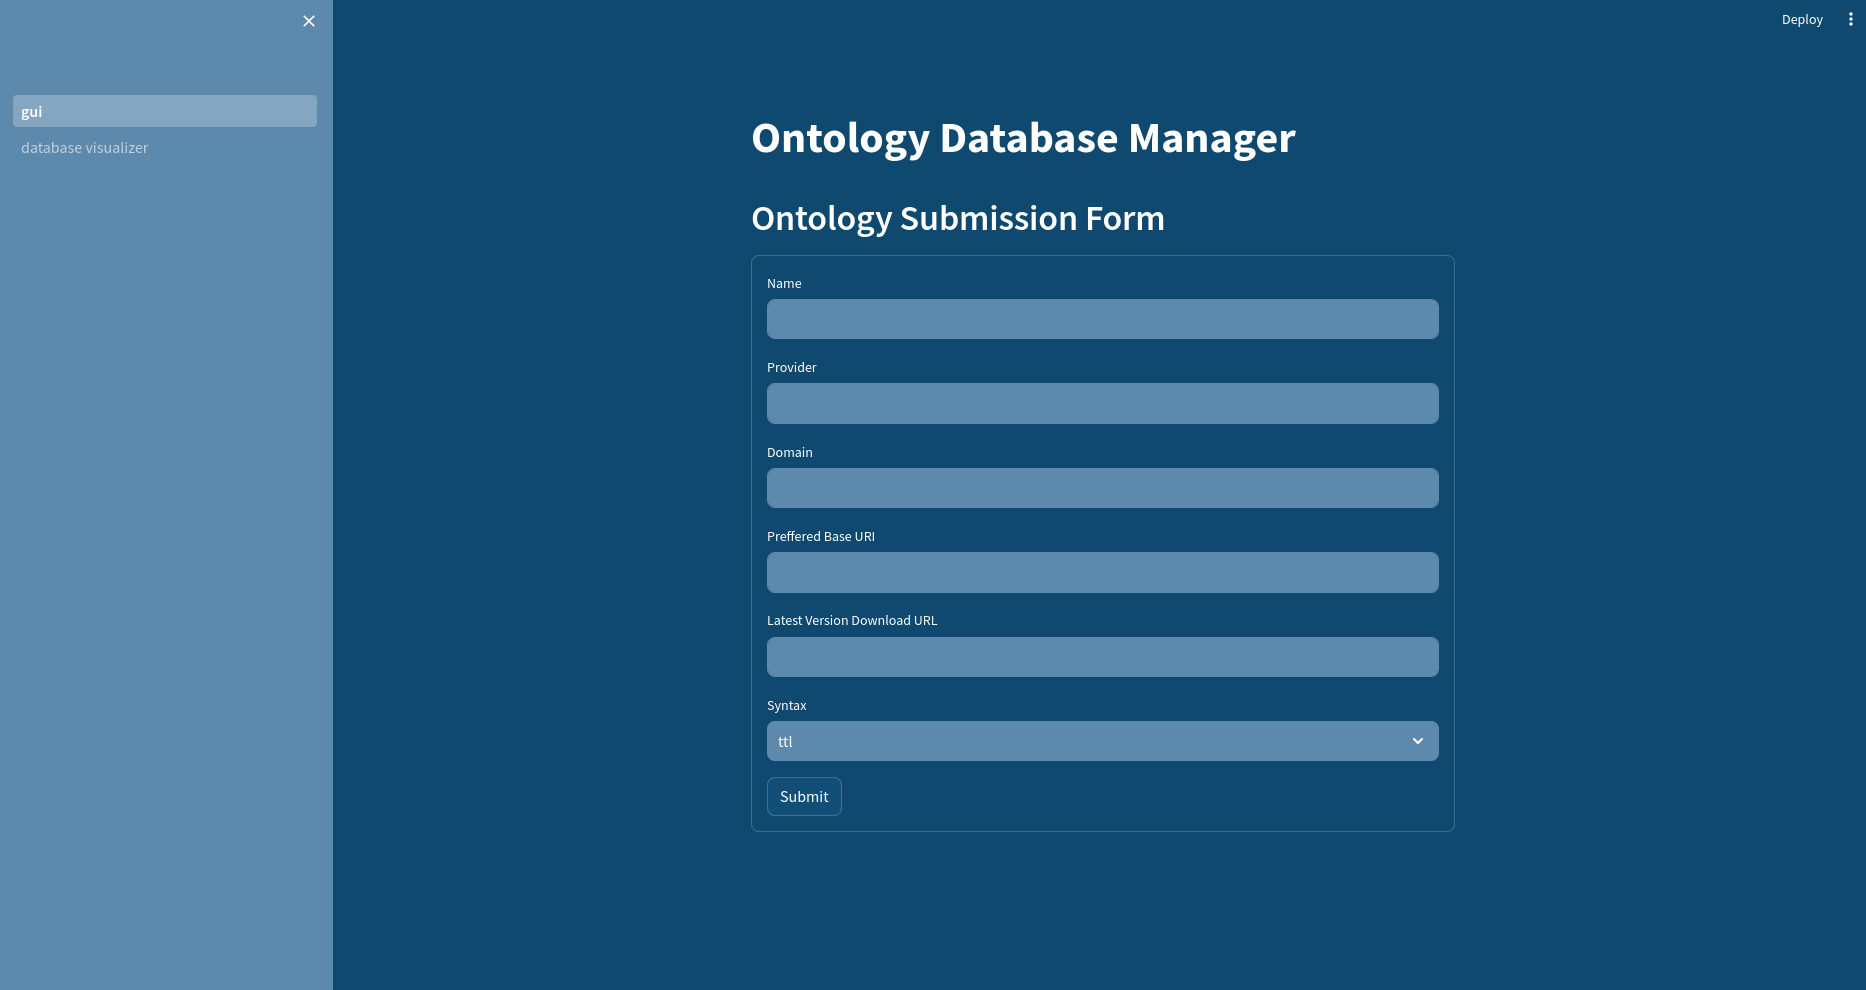 Deploy
gui
database visualizer
Ontology Database Manager
Ontology Submission Form
Name
Provider
Domain
Preffered Base URI
Latest Version Download URL
Syntax
ttl
Submit